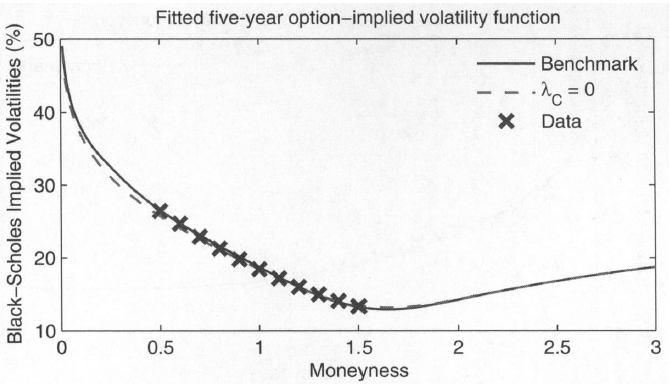 Fitted five-year option–implied volatility function
Black–Scholes Implied Volatilities (%)
50
40
30
20
10
Benchmark
λC = 0
Data
0
0.5
1
1.5
2
2.5
3
Moneyness